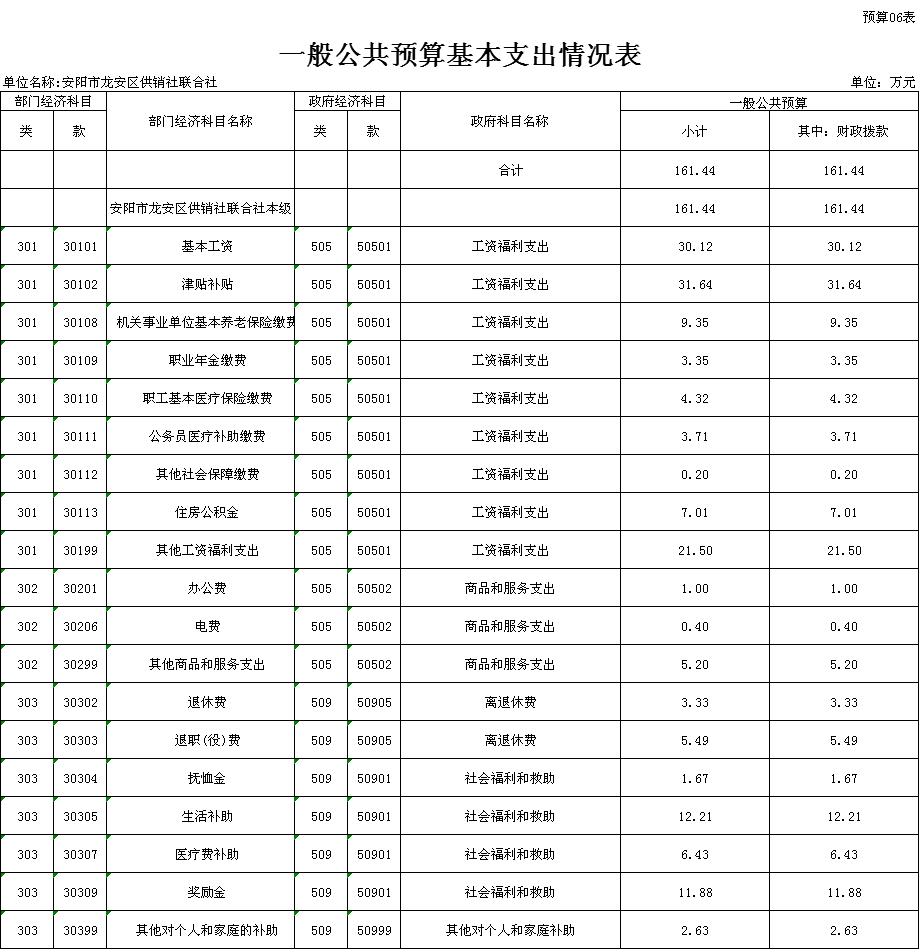 预算06表
一般公共预算基本支出情况表
单位名称:安阳市龙安区供销社联合社 单位：万元
部门经济科目 部门经济科目名称 政府经济科目 政府科目名称 一般公共预算
类 款 类 款 小计 其中：财政拨款
合计 161.44 161.44
安阳市龙安区供销社联合社本级 161.44 161.44
301 30101 基本工资 505 50501 工资福利支出 30.12 30.12
301 30102 津贴补贴 505 50501 工资福利支出 31.64 31.64
301 30108 机关事业单位基本养老保险缴费 505 50501 工资福利支出 9.35 9.35
301 30109 职业年金缴费 505 50501 工资福利支出 3.35 3.35
301 30110 职工基本医疗保险缴费 505 50501 工资福利支出 4.32 4.32
301 30111 公务员医疗补助缴费 505 50501 工资福利支出 3.71 3.71
301 30112 其他社会保障缴费 505 50501 工资福利支出 0.20 0.20
301 30113 住房公积金 505 50501 工资福利支出 7.01 7.01
301 30199 其他工资福利支出 505 50501 工资福利支出 21.50 21.50
302 30201 办公费 505 50502 商品和服务支出 1.00 1.00
302 30206 电费 505 50502 商品和服务支出 0.40 0.40
302 30299 其他商品和服务支出 505 50502 商品和服务支出 5.20 5.20
303 30302 退休费 509 50905 离退休费 3.33 3.33
303 30303 退职(役)费 509 50905 离退休费 5.49 5.49
303 30304 抚恤金 509 50901 社会福利和救助 1.67 1.67
303 30305 生活补助 509 50901 社会福利和救助 12.21 12.21
303 30307 医疗费补助 509 50901 社会福利和救助 6.43 6.43
303 30309 奖励金 509 50901 社会福利和救助 11.88 11.88
303 30399 其他对个人和家庭的补助 509 50999 其他对个人和家庭补助 2.63 2.63